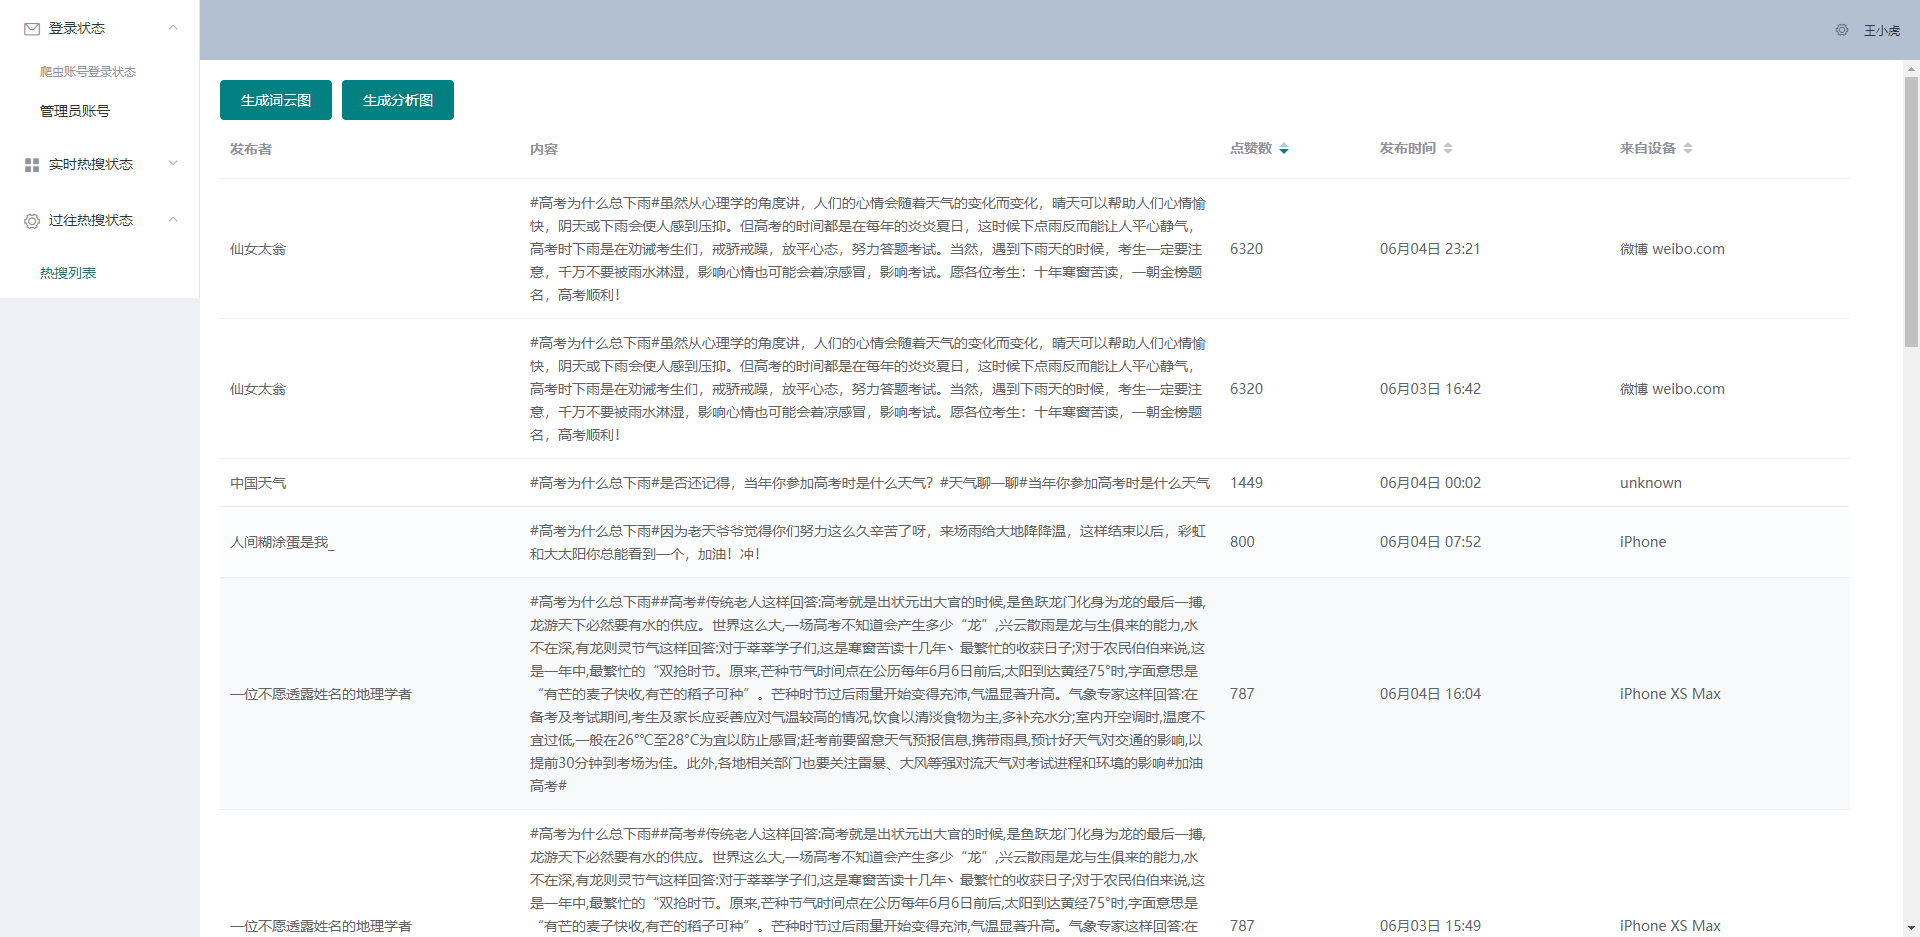 登录状态
爬虫账号登录状态
管理员账号
实时热搜状态
过往热搜状态
热搜列表
王小虎
生成词云图
生成分析图
发布者
内容
点赞数
发布时间
来自设备
仙女太翁
#高考为什么总下雨#虽然从心理学的角度讲，人们的心情会随着天气的变化而变化，晴天可以帮助人们心情愉
快，阴天或下雨会使人感到压抑。但高考的时间都是在每年的炎炎夏日，这时候下点雨反而能让人平心静气，
高考时下雨是在劝诫考生们，戒骄戒躁，放平心态，努力答题考试。当然，遇到下雨天的时候，考生一定要注
意，千万不要被雨水淋湿，影响心情也可能会着凉感冒，影响考试。愿各位考生：十年寒窗苦读，一朝金榜题
名，高考顺利！
6320
06月04日 23:21
微博 weibo.com
仙女太翁
#高考为什么总下雨#虽然从心理学的角度讲，人们的心情会随着天气的变化而变化，晴天可以帮助人们心情愉
快，阴天或下雨会使人感到压抑。但高考的时间都是在每年的炎炎夏日，这时候下点雨反而能让人平心静气，
高考时下雨是在劝诫考生们，戒骄戒躁，放平心态，努力答题考试。当然，遇到下雨天的时候，考生一定要注
意，千万不要被雨水淋湿，影响心情也可能会着凉感冒，影响考试。愿各位考生：十年寒窗苦读，一朝金榜题
名，高考顺利！
6320
06月03日 16:42
微博 weibo.com
中国天气
#高考为什么总下雨#是否还记得，当年你参加高考时是什么天气？#天气聊一聊#当年你参加高考时是什么天气
1449
06月04日 00:02
unknown
人间糊涂蛋是我_
#高考为什么总下雨#因为老天爷爷觉得你们努力这么久辛苦了呀，来场雨给大地降降温，这样结束以后，彩虹
和大太阳你总能看到一个，加油！冲！
800
06月04日 07:52
iPhone
一位不愿透露姓名的地理学者
#高考为什么总下雨##高考#传统老人这样回答:高考就是出状元出大官的时候,是鱼跃龙门化身为龙的最后一搏,
龙游天下必然要有水的供应。世界这么大,一场高考不知道会产生多少“龙”,兴云散雨是龙与生俱来的能力,水
不在深,有龙则灵节气这样回答:对于莘莘学子们,这是寒窗苦读十几年、最繁忙的收获日子;对于农民伯伯来说,这
是一年中,最繁忙的“双抢时节。原来,芒种节气时间点在公历每年6月6日前后,太阳到达黄经75°时,字面意思是
“有芒的麦子快收,有芒的稻子可种”。芒种时节过后雨量开始变得充沛,气温显著升高。气象专家这样回答:在
备考及考试期间,考生及家长应妥善应对气温较高的情况,饮食以清淡食物为主,多补充水分;室内开空调时,温度不
宜过低,一般在26°℃至28°C为宜以防止感冒;赶考前要留意天气预报信息,携带雨具,预计好天气对交通的影响,以
提前30分钟到考场为佳。此外,各地相关部门也要关注雷暴、大风等强对流天气对考试进程和环境的影响#加油
高考#
787
06月04日 16:04
iPhone XS Max
一位不愿透露姓名的地理学者
#高考为什么总下雨##高考#传统老人这样回答:高考就是出状元出大官的时候,是鱼跃龙门化身为龙的最后一搏,
龙游天下必然要有水的供应。世界这么大,一场高考不知道会产生多少“龙”,兴云散雨是龙与生俱来的能力,水
不在深,有龙则灵节气这样回答:对于莘莘学子们,这是寒窗苦读十几年、最繁忙的收获日子;对于农民伯伯来说,这
是一年中,最繁忙的“双抢时节。原来,芒种节气时间点在公历每年6月6日前后,太阳到达黄经75°时,字面意思是
“有芒的麦子快收,有芒的稻子可种”。芒种时节过后雨量开始变得充沛,气温显著升高。气象专家这样回答:在
787
06月03日 15:49
iPhone XS Max